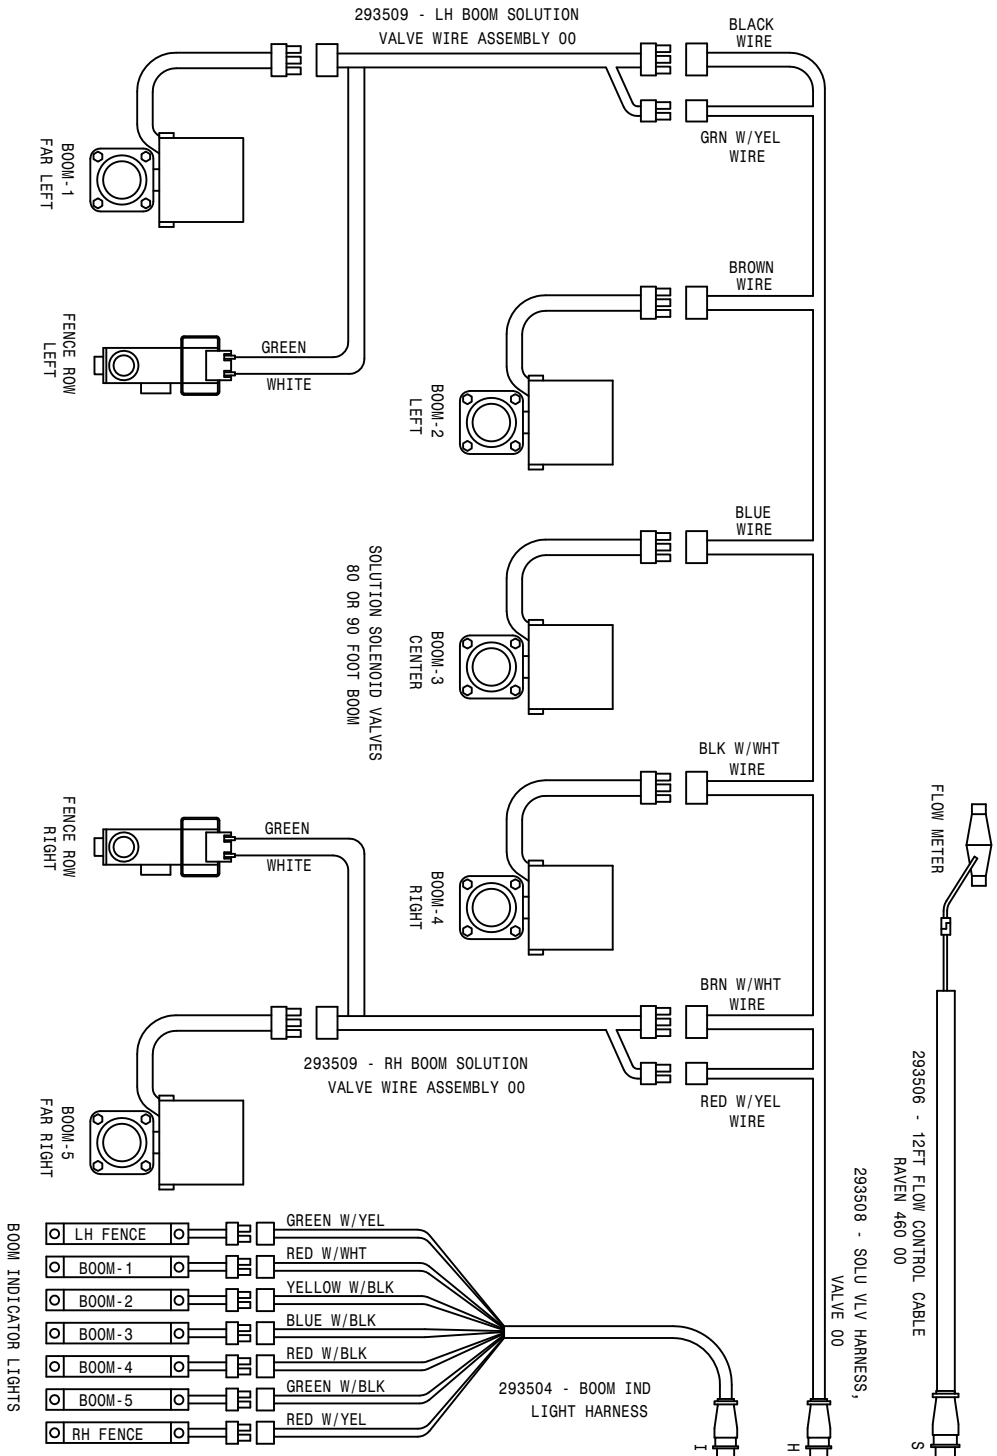 293509 - LH BOOM SOLUTION
VALVE WIRE ASSEMBLY 00
BLACK
WIRE
GRN W/YEL
WIRE
BOOM-1
FAR LEFT
BROWN
WIRE
FENCE ROW
LEFT
GREEN
WHITE
BOOM-2
LEFT
BLUE
WIRE
SOLUTION SOLENOID VALVES
80 OR 90 FOOT BOOM
BOOM-3
CENTER
BLK W/WHT
WIRE
FLOW METER
FENCE ROW
RIGHT
GREEN
WHITE
BOOM-4
RIGHT
BRN W/WHT
WIRE
293509 - RH BOOM SOLUTION
VALVE WIRE ASSEMBLY 00
RED W/YEL
WIRE
BOOM-5
FAR RIGHT
293506 - 12FT FLOW CONTROL CABLE
RAVEN 460 00
293508 - SOLU VLV HARNESS,
VALVE 00
BOOM INDICATOR LIGHTS
LH FENCE
GREEN W/YEL
BOOM-1
RED W/WHT
BOOM-2
YELLOW W/BLK
BOOM-3
BLUE W/BLK
BOOM-4
RED W/BLK
BOOM-5
GREEN W/BLK
RH FENCE
RED W/YEL
293504 - BOOM IND
LIGHT HARNESS
I
H
S